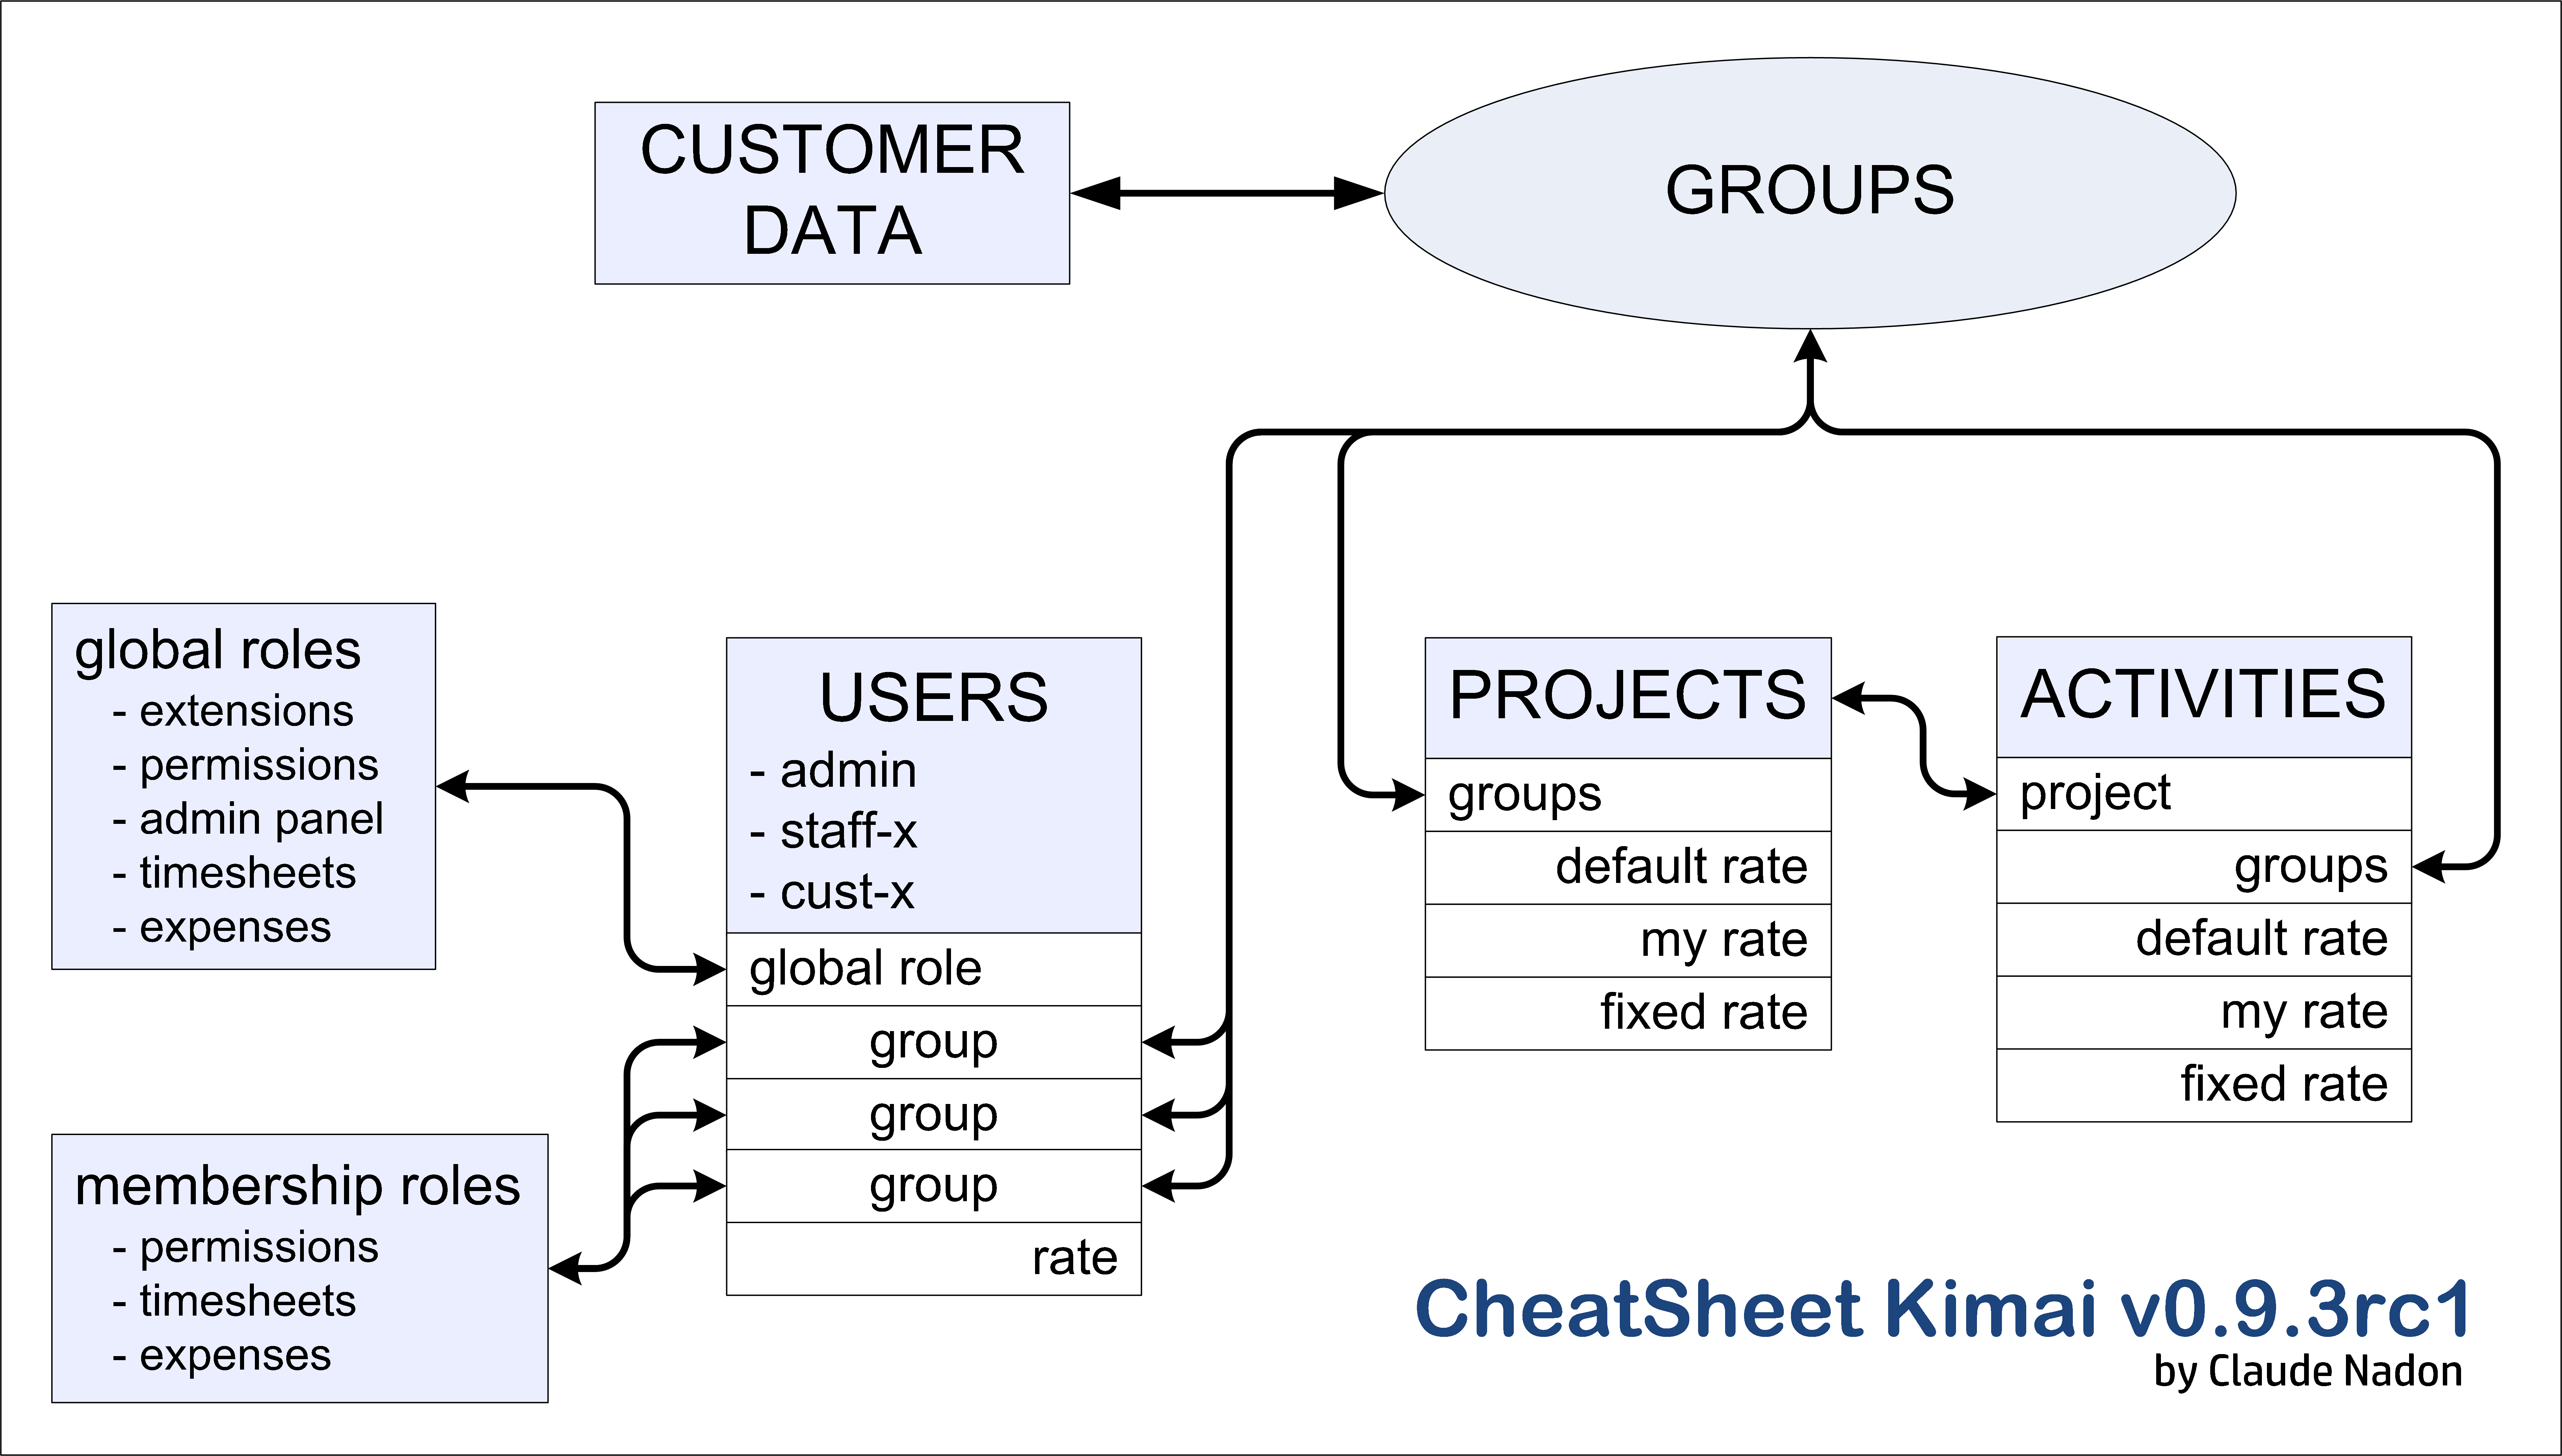 CUSTOMER
DATA
GROUPS
global roles
- extensions
- permissions
- admin panel
- timesheets
- expenses
membership roles
- permissions
- timesheets
- expenses
USERS
- admin
- staff-x
- cust-x
global role
group
group
group
rate
PROJECTS
groups
default rate
my rate
fixed rate
ACTIVITIES
project
groups
default rate
my rate
fixed rate
CheatSheet Kimai v0.9.3rc1
by Claude Nadon